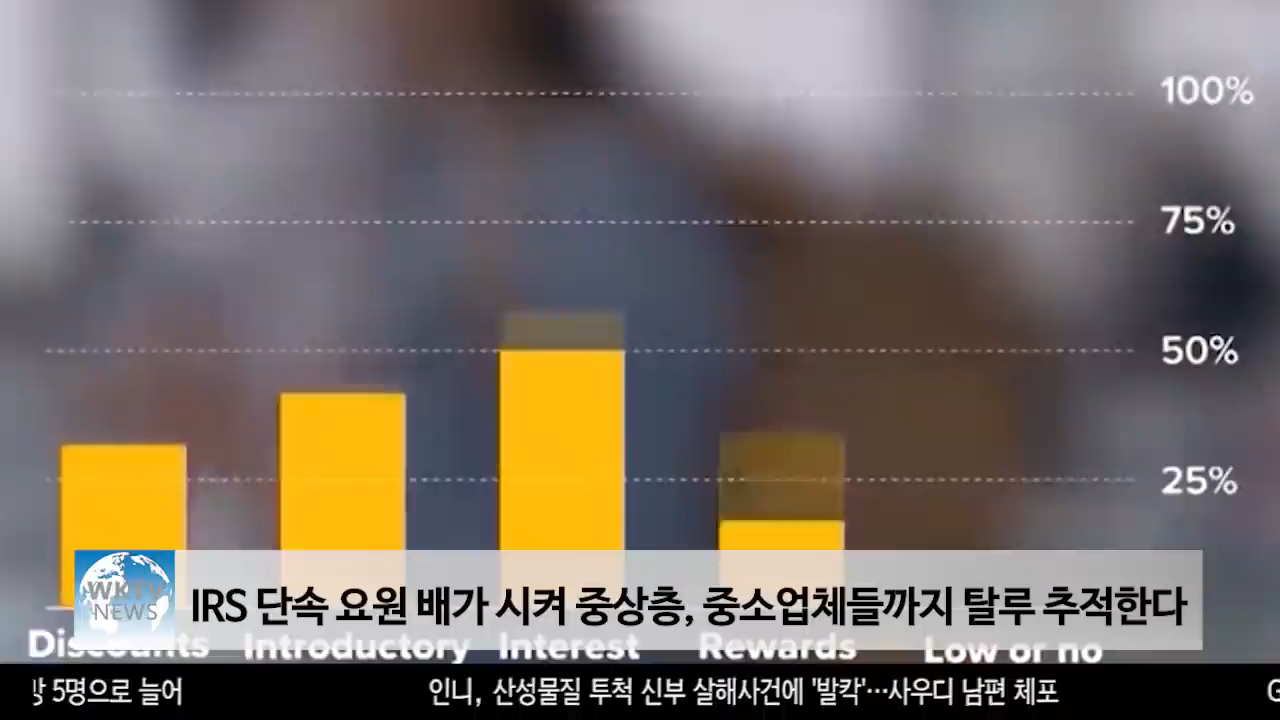 100%
75%
50%
25%
WKTV
NEWS
IRS 단속 요원 배가 시켜 중상층, 중소업체들까지 탈루 추적한다
Discounts Introductory Interest Rewards Low or no
5명으로 늘어 인니, 산성물질 투척 신부 살해사건에 '발칵'…사우디 남편 체포